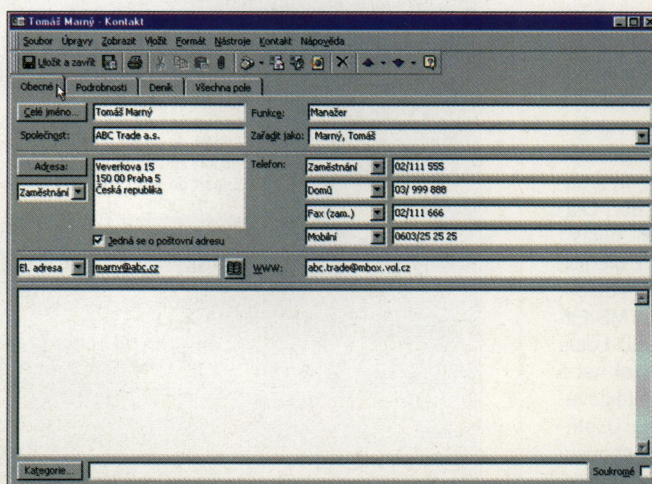 Tomáš Marný - Kontakt
Soubor Úpravy Zobrazit Vložit Formát Nástroje Kontakt Nápověda
Uložit a zavřít
Obecné Podrobnosti Deník Všechna pole
Celé jméno... Tomáš Marný Funkce: Manažer
Společnost: ABC Trade a.s. Zařadit jako: Marný, Tomáš
Adresa: Veverkova 15 Telefon: Zaměstnání 02/111 555
150 00 Praha 5
Zaměstnání Česká republika Domů 03/ 999 888
Fax (zam.) 02/111 666
Jedná se o poštovní adresu Mobilní 0603/25 25 25
El. adresa marny@abc.cz WWW: abc.trade@mbox.vol.cz
Kategorie... Soukromé